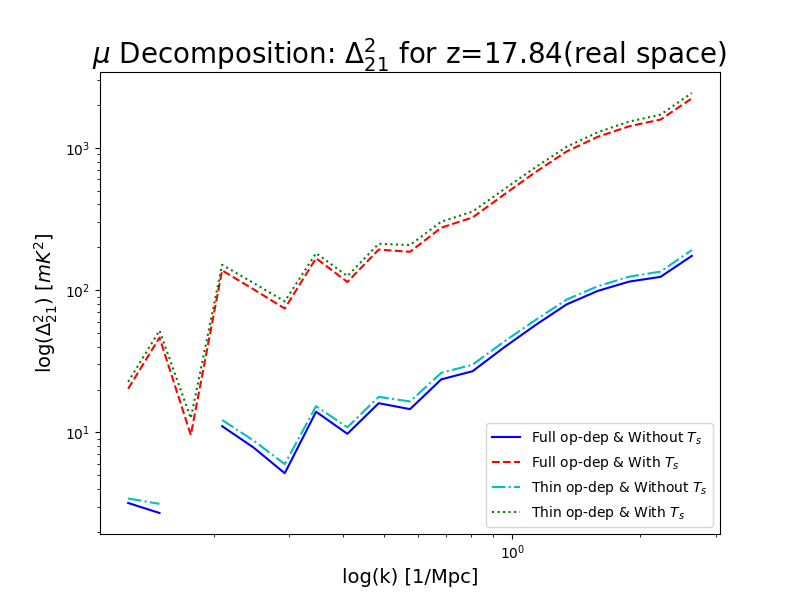 μ Decomposition: Δ²₂₁ for z=17.84(real space)
log(Δ²₂₁) [mK²]
10³
10²
10¹
Full op-dep & Without Tₛ
Full op-dep & With Tₛ
Thin op-dep & Without Tₛ
Thin op-dep & With Tₛ
10⁰
log(k) [1/Mpc]